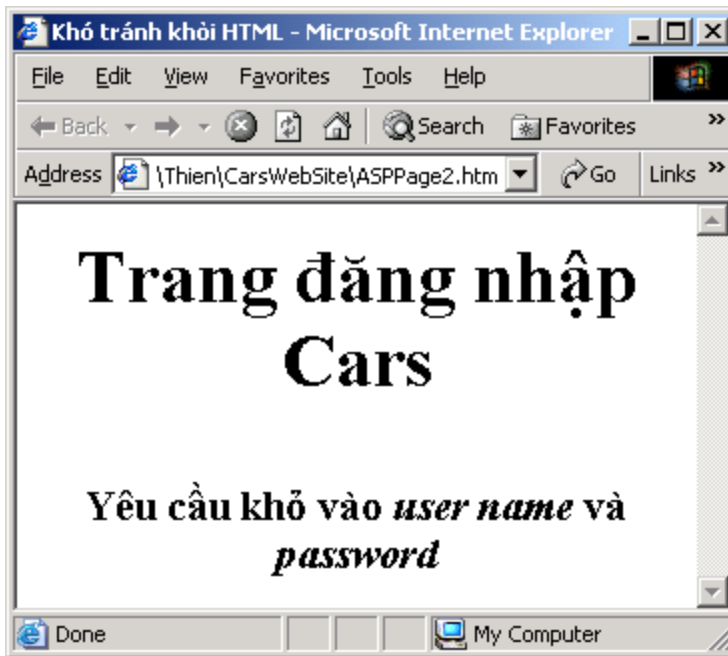 Khó tránh khỏi HTML - Microsoft Internet Explorer
File Edit View Favorites Tools Help
Back Search Favorites »
Address \Thien\CarsWebSite\ASPPage2.htm Go Links »
Trang đăng nhập
Cars
Yêu cầu khỏ vào user name và
password
Done My Computer